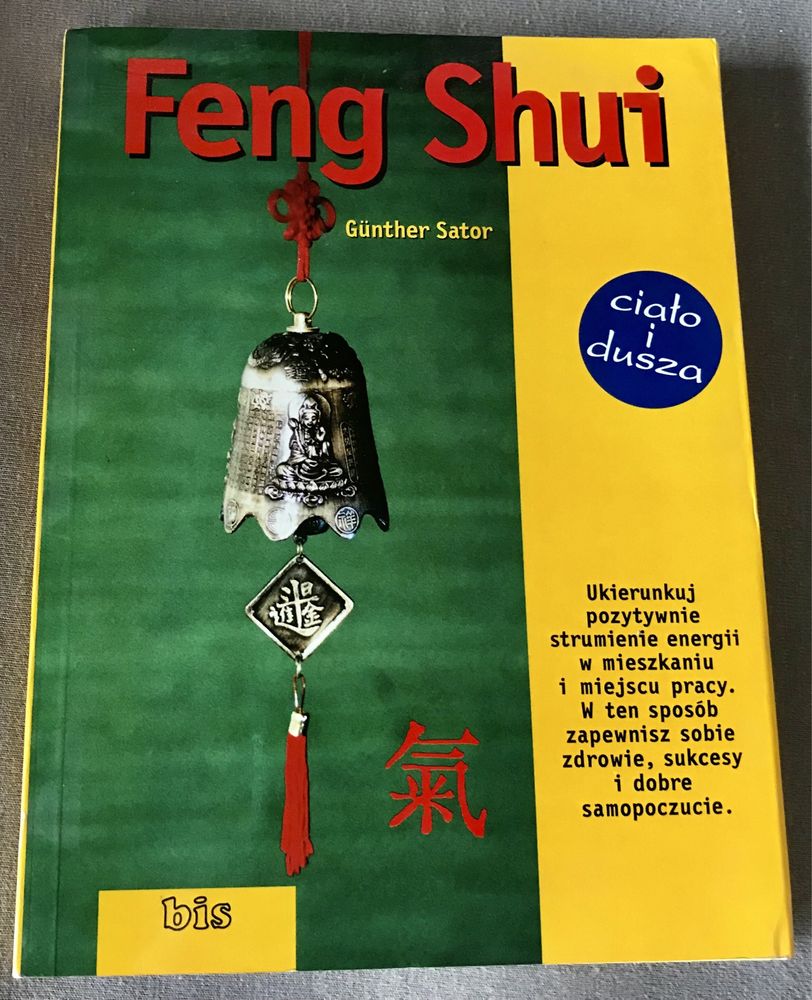 Feng Shui
Günther Sator
ciało
i
dusza
Ukierunkuj
pozytywnie
strumienie energii
w mieszkaniu
i miejscu pracy.
W ten sposób
zapewnisz sobie
zdrowie, sukcesy
i dobre
samopoczucie.
氣
bis